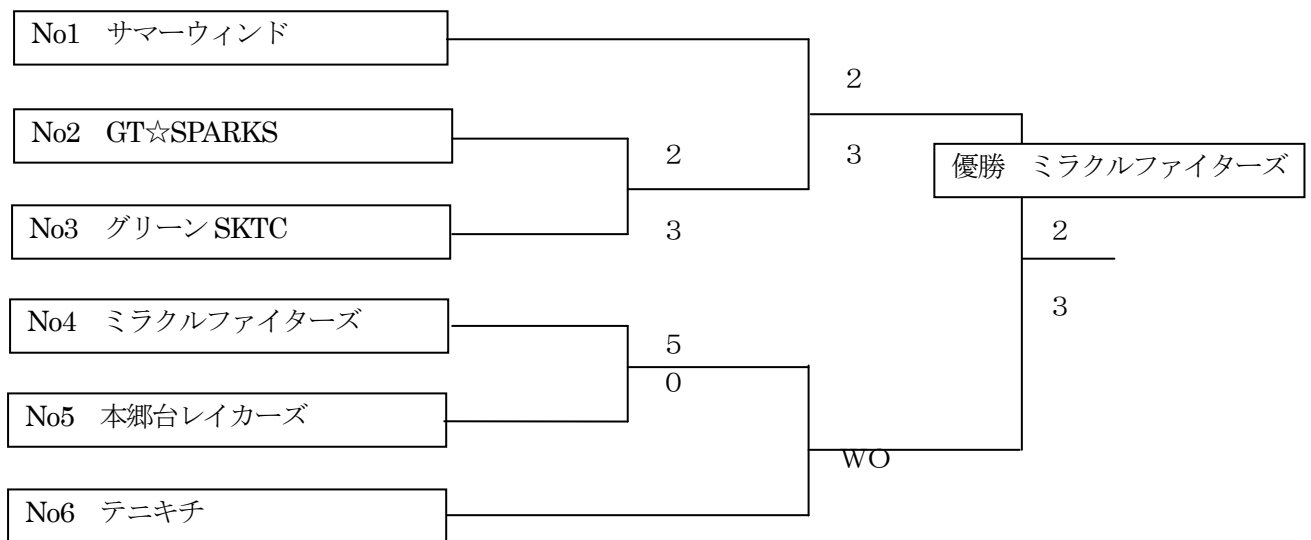 No1 サマーウィンド
２
No2 GT☆SPARKS
２
３
優勝 ミラクルファイターズ
No3 グリーン SKTC
３
２
No4 ミラクルファイターズ
３
５
０
No5 本郷台レイカーズ
WO
No6 テニキチ